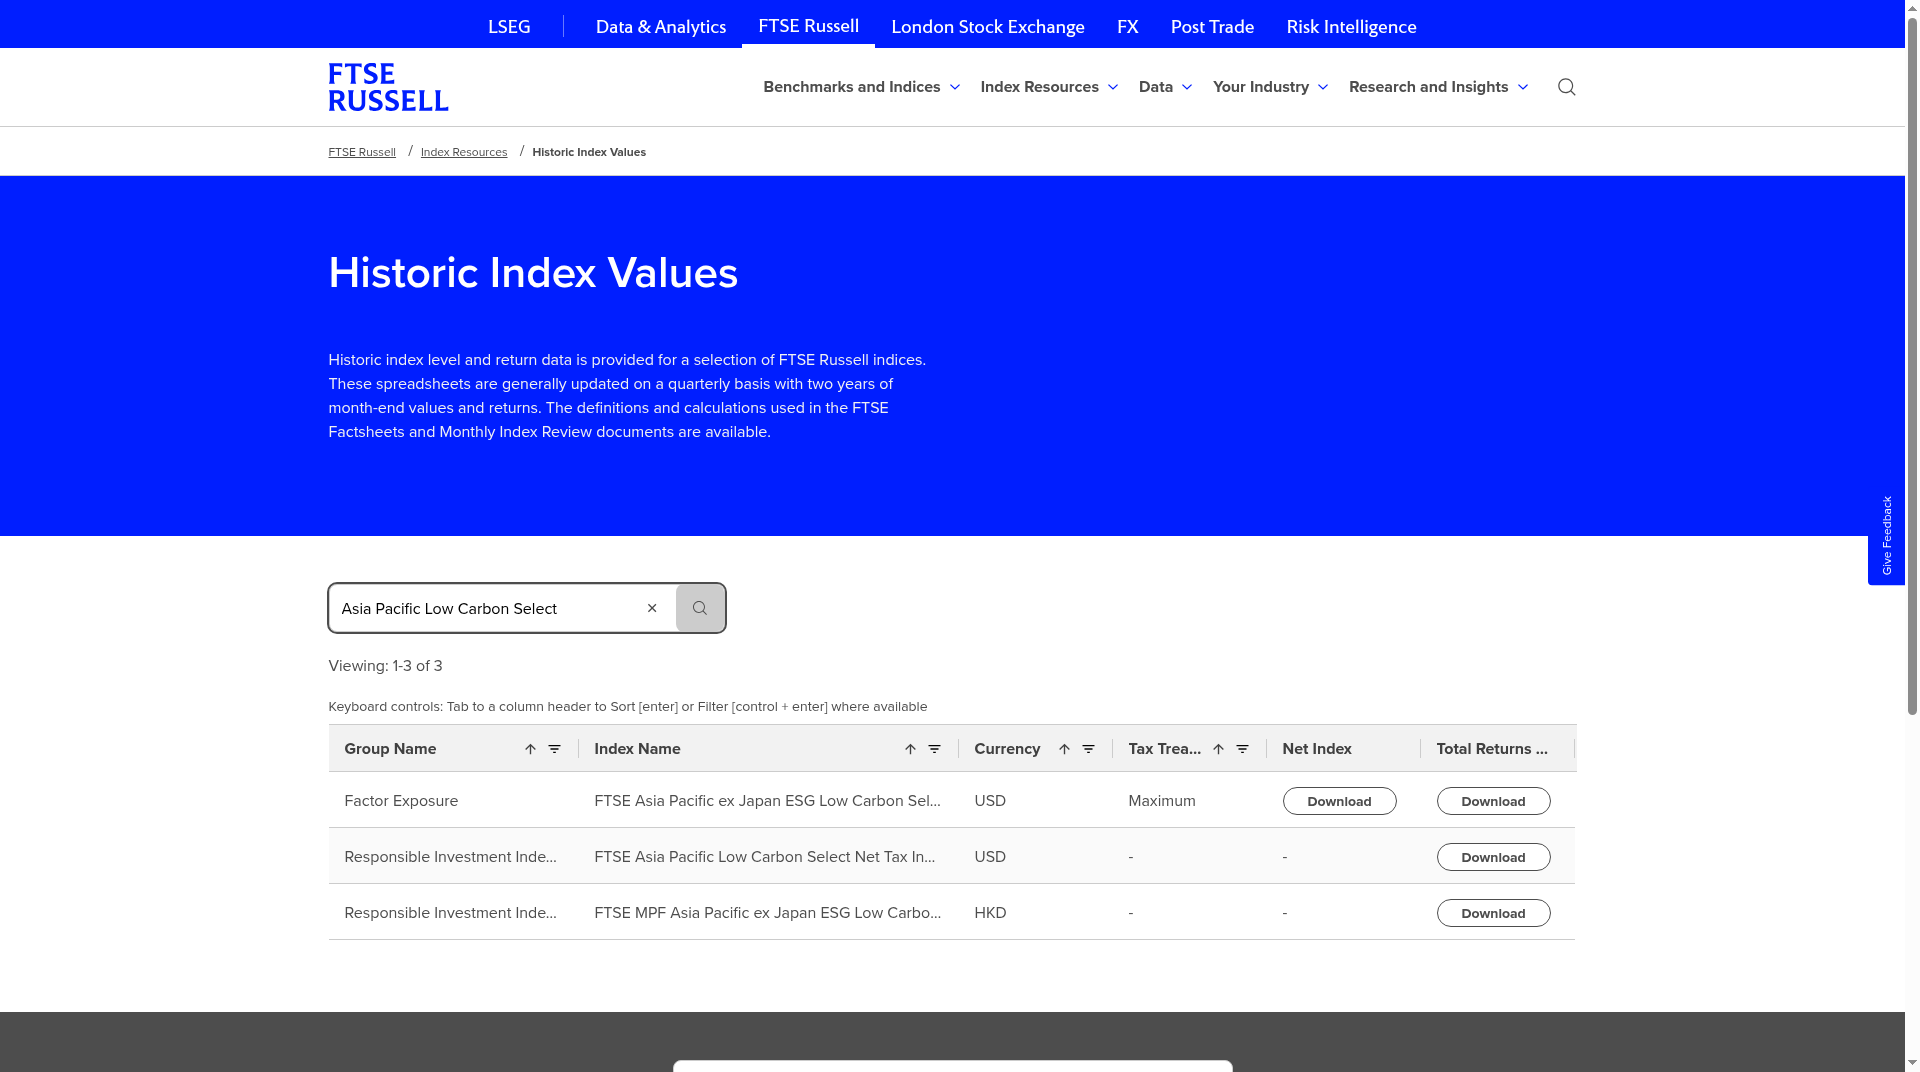 LSEG
Data & Analytics
FTSE Russell
London Stock Exchange
FX
Post Trade
Risk Intelligence
FTSE
RUSSELL
Benchmarks and Indices
Index Resources
Data
Your Industry
Research and Insights
FTSE Russell / Index Resources / Historic Index Values
Historic Index Values
Historic index level and return data is provided for a selection of FTSE Russell indices.
These spreadsheets are generally updated on a quarterly basis with two years of
month-end values and returns. The definitions and calculations used in the FTSE
Factsheets and Monthly Index Review documents are available.
Give Feedback
Asia Pacific Low Carbon Select
Viewing: 1-3 of 3
Keyboard controls: Tab to a column header to Sort [enter] or Filter [control + enter] where available
Group Name Index Name Currency Tax Trea... Net Index Total Returns ...
Factor Exposure FTSE Asia Pacific ex Japan ESG Low Carbon Sel... USD Maximum Download Download
Responsible Investment Inde... FTSE Asia Pacific Low Carbon Select Net Tax In... USD - - Download
Responsible Investment Inde... FTSE MPF Asia Pacific ex Japan ESG Low Carbo... HKD - - Download